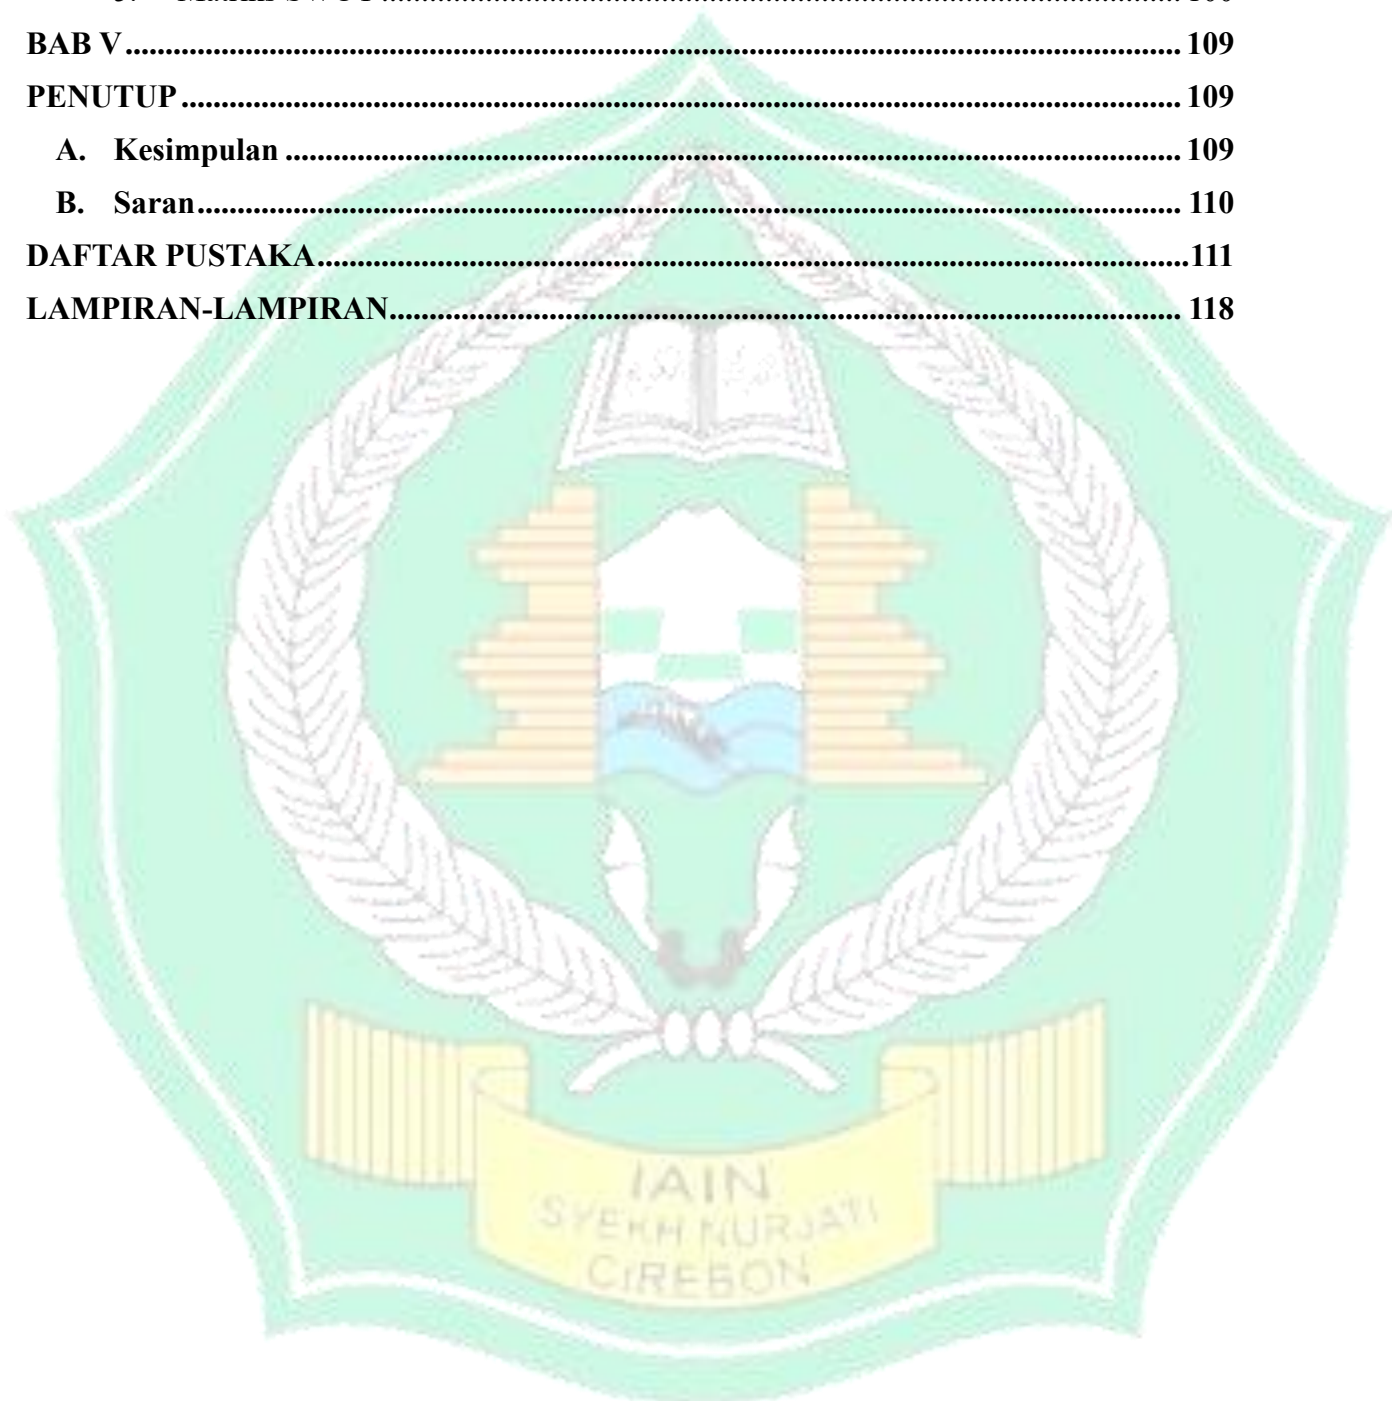 BAB V.......................................................................................................................... 109
PENUTUP................................................................................................................... 109
A. Kesimpulan ....................................................................................................... 109
B. Saran................................................................................................................. 110
DAFTAR PUSTAKA....................................................................................................111
LAMPIRAN-LAMPIRAN........................................................................................... 118
IAIN
SYEKH NURJATI
CIREBON